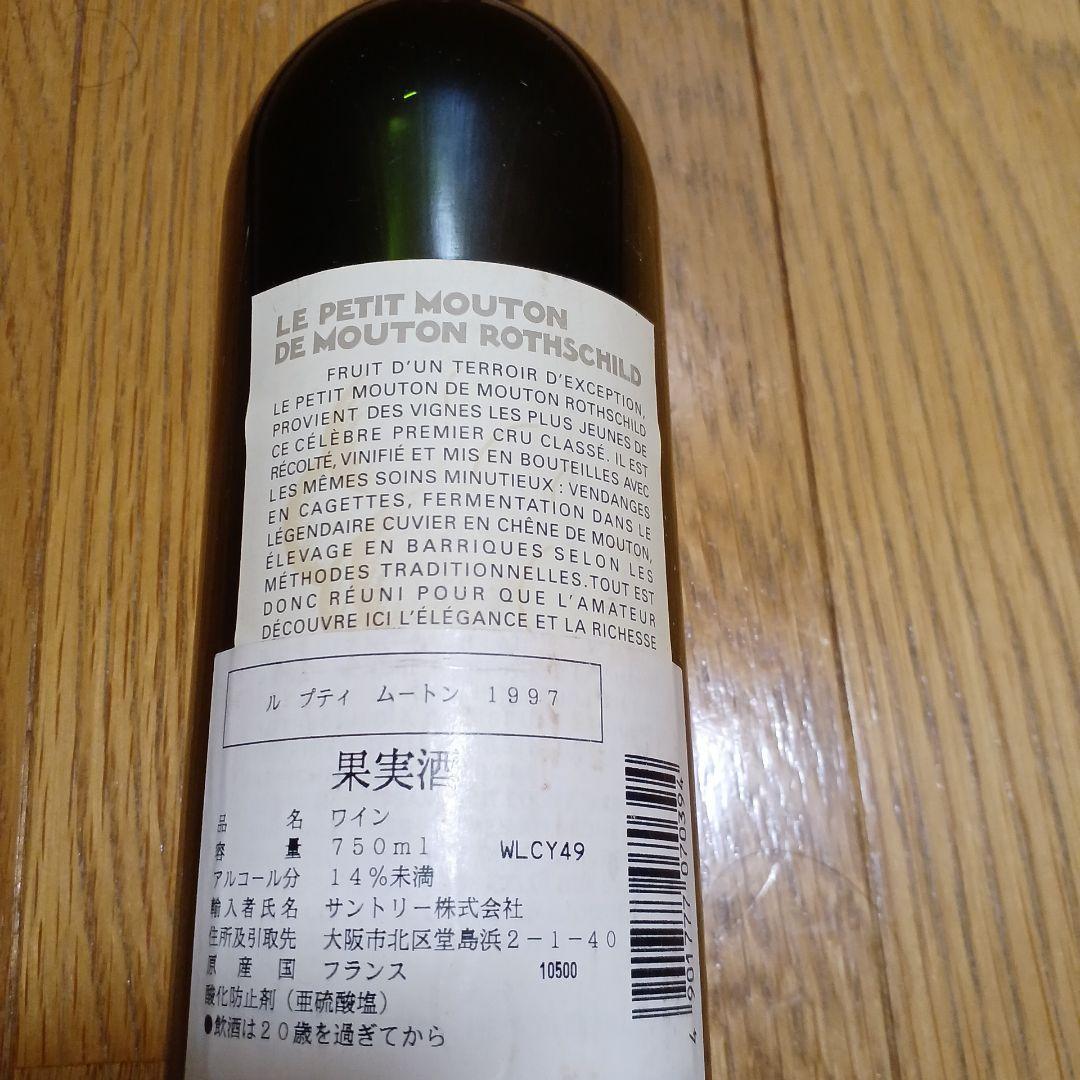 LE PETIT MOUTON
DE MOUTON ROTHSCHILD
FRUIT D'UN TERROIR D'EXCEPTION,
LE PETIT MOUTON DE MOUTON ROTHSCHILD
PROVIENT DES VIGNES LES PLUS JEUNES DE
CE CÉLÈBRE PREMIER CRU CLASSÉ. IL EST
RÉCOLTÉ, VINIFIÉ ET MIS EN BOUTEILLES AVEC
LES MÊMES SOINS MINUTIEUX : VENDANGES
EN CAGETTES, FERMENTATION DANS LE
LÉGENDAIRE CUVIER EN CHÊNE DE MOUTON,
ÉLEVAGE EN BARRIQUES SELON LES
MÉTHODES TRADITIONNELLES. TOUT EST
DONC RÉUNI POUR QUE L'AMATEUR
DÉCOUVRE ICI L'ÉLÉGANCE ET LA RICHESSE
ル プティ ムートン 1997
果実酒
品名 ワイン
容量 750ml WLCY49
アルコール分 14%未満
輸入者氏名 サントリー株式会社
住所及引取先 大阪市北区堂島浜2-1-40
原産国 フランス 10500
酸化防止剤(亜硫酸塩)
●飲酒は20歳を過ぎてから
4 901777 070394